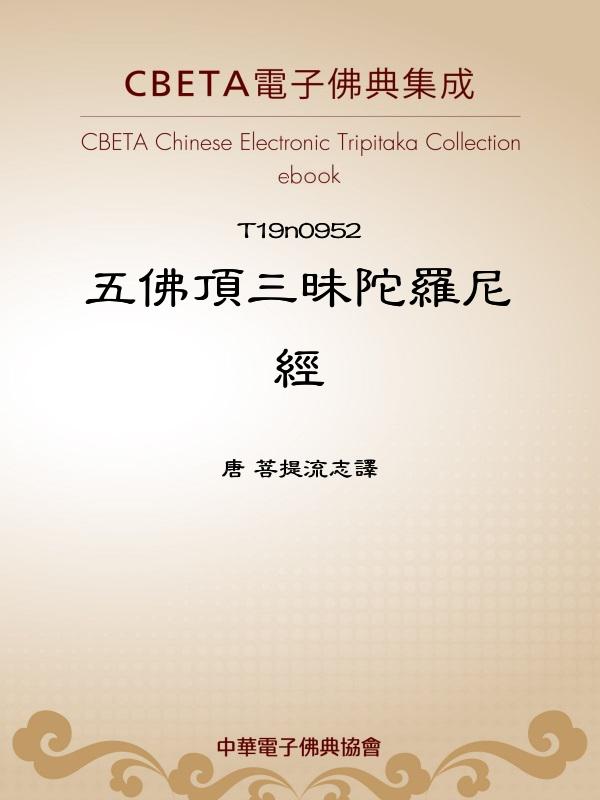 CBETA電子佛典集成
CBETA Chinese Electronic Tripitaka Collection
ebook
T19n0952
五佛頂三昧陀羅尼
經
唐 菩提流志譯
中華電子佛典協會